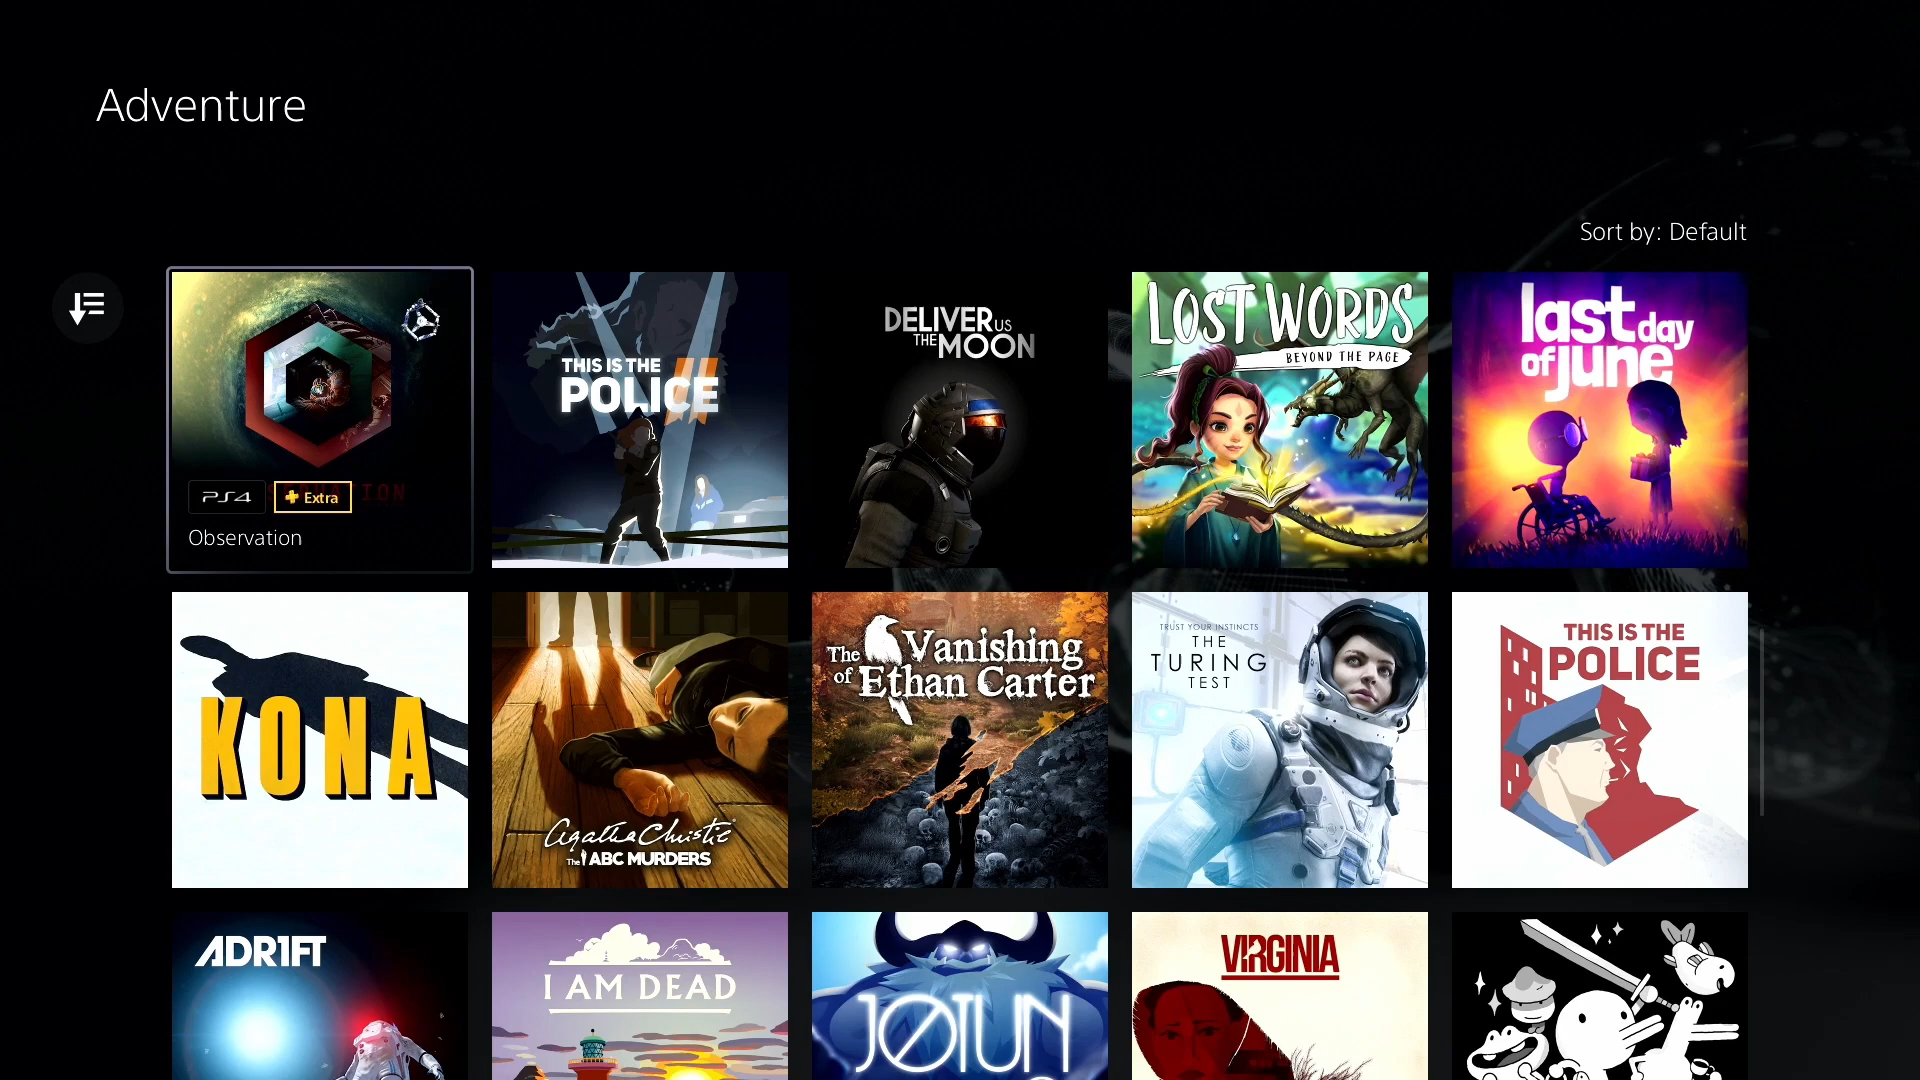 Adventure
Sort by: Default
PS4
Extra
Observation
THIS IS THE
POLICE
II
DELIVER US
THE MOON
LOST WORDS
BEYOND THE PAGE
last day
of june
KONA
Agatha Christie
The ABC MURDERS
The Vanishing
of Ethan Carter
TRUST YOUR INSTINCTS
THE
TURING
TEST
THIS IS THE
POLICE
ADR1FT
I AM DEAD
JOTUN
VIRGINIA